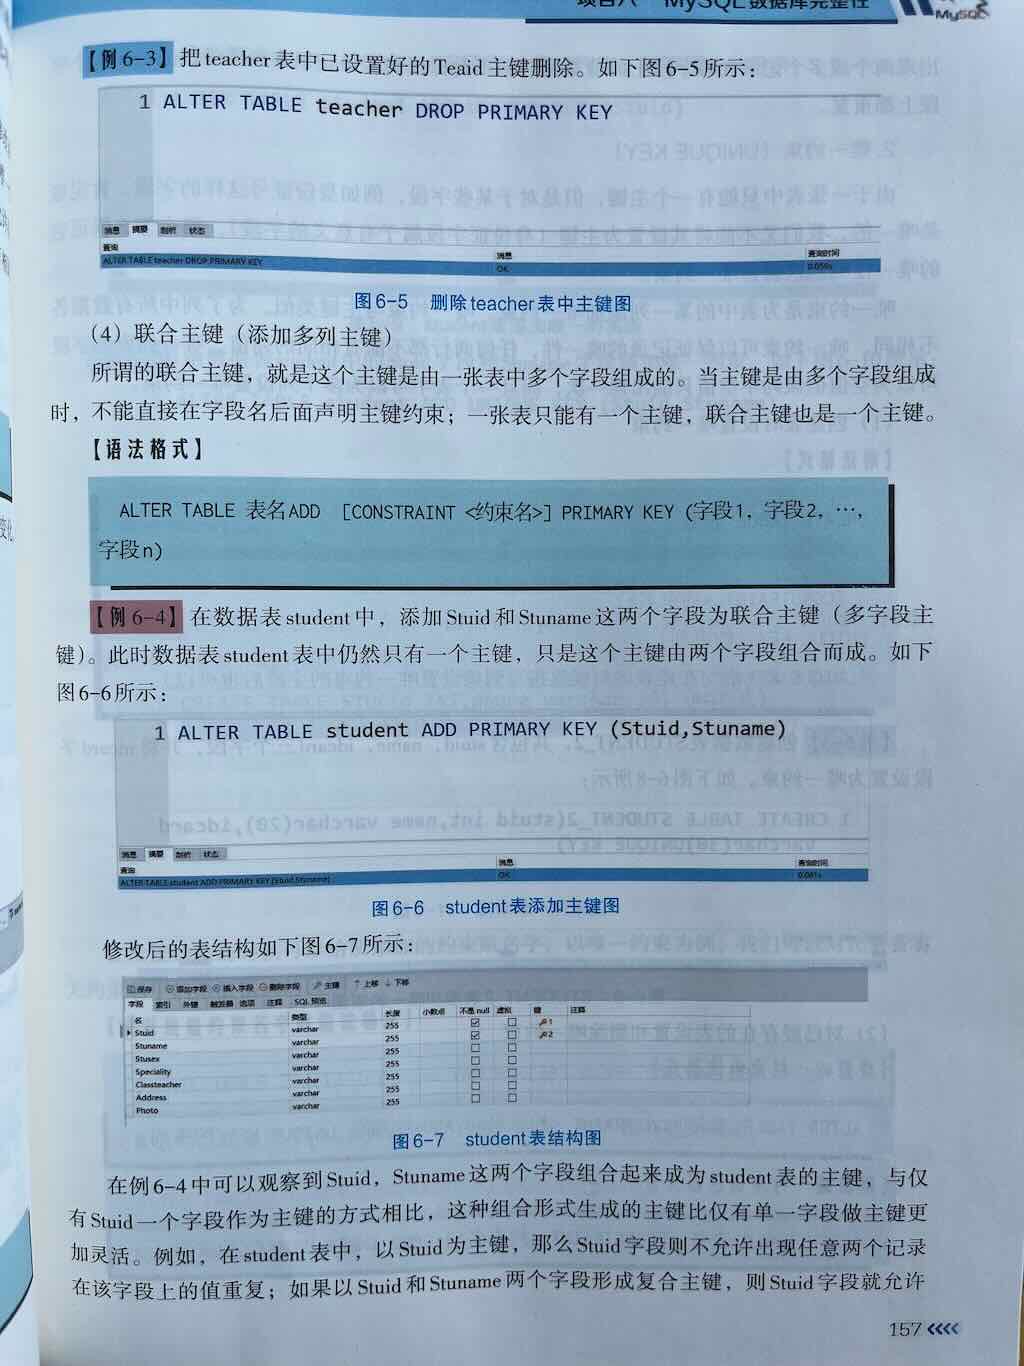 项目六 MySQL数据库完整性
MySQL
【例6-3】把teacher表中已设置好的Teaid主键删除。如下图6-5所示：
1 ALTER TABLE teacher DROP PRIMARY KEY
消息 摘要 剖析 状态
查询 消息 查询时间
ALTER TABLE teacher DROP PRIMARY KEY OK 0.059s
图6-5 删除teacher表中主键图
（4）联合主键（添加多列主键）
所谓的联合主键，就是这个主键是由一张表中多个字段组成的。当主键是由多个字段组成
时，不能直接在字段名后面声明主键约束；一张表只能有一个主键，联合主键也是一个主键。
【语法格式】
ALTER TABLE 表名ADD [CONSTRAINT <约束名>] PRIMARY KEY (字段1，字段2，…，
字段n)
【例6-4】在数据表student中，添加Stuid和Stuname这两个字段为联合主键（多字段主
键）。此时数据表student表中仍然只有一个主键，只是这个主键由两个字段组合而成。如下
图6-6所示：
1 ALTER TABLE student ADD PRIMARY KEY (Stuid,Stuname)
消息 摘要 剖析 状态
查询 消息 查询时间
ALTER TABLE student ADD PRIMARY KEY (Stuid,Stuname) OK 0.081s
图6-6 student表添加主键图
修改后的表结构如下图6-7所示：
保存 添加字段 插入字段 删除字段 主键 上移 下移
字段 索引 外键 触发器 选项 注释 SQL 预览
名 类型 长度 小数点 不是 null 虚拟 键 注释
Stuid varchar 255 1
Stuname varchar 255 2
Stusex varchar 255
Speciality varchar 255
Classteacher varchar 255
Address varchar 255
Photo varchar 255
图6-7 student表结构图
在例6-4中可以观察到Stuid，Stuname这两个字段组合起来成为student表的主键，与仅
有Stuid一个字段作为主键的方式相比，这种组合形式生成的主键比仅有单一字段做主键更
加灵活。例如，在student表中，以Stuid为主键，那么Stuid字段则不允许出现任意两个记录
在该字段上的值重复；如果以Stuid和Stuname两个字段形成复合主键，则Stuid字段就允许
157